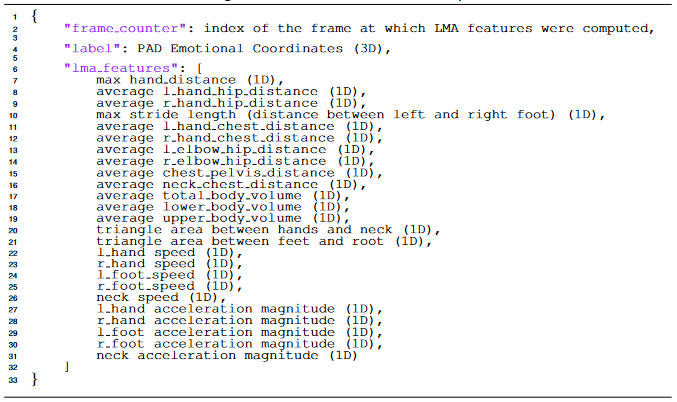 1 {
2 "frame_counter": index of the frame at which LMA features were computed,
3
4 "label": PAD Emotional Coordinates (3D),
5
6 "lma_features": [
7 max hand_distance (1D),
8 average l_hand_hip_distance (1D),
9 average r_hand_hip_distance (1D),
10 max stride length (distance between left and right foot) (1D),
11 average l_hand_chest_distance (1D),
12 average r_hand_chest_distance (1D),
13 average l_elbow_hip_distance (1D),
14 average r_elbow_hip_distance (1D),
15 average chest_pelvis_distance (1D),
16 average neck_chest_distance (1D),
17 average total_body_volume (1D),
18 average lower_body_volume (1D),
19 average upper_body_volume (1D),
20 triangle area between hands and neck (1D),
21 triangle area between feet and root (1D),
22 l_hand speed (1D),
23 r_hand speed (1D),
24 l_foot_speed (1D),
25 r_foot_speed (1D),
26 neck speed (1D),
27 l_hand acceleration magnitude (1D),
28 r_hand acceleration magnitude (1D),
29 l_foot acceleration magnitude (1D),
30 r_foot acceleration magnitude (1D),
31 neck acceleration magnitude (1D)
32 ]
33 }